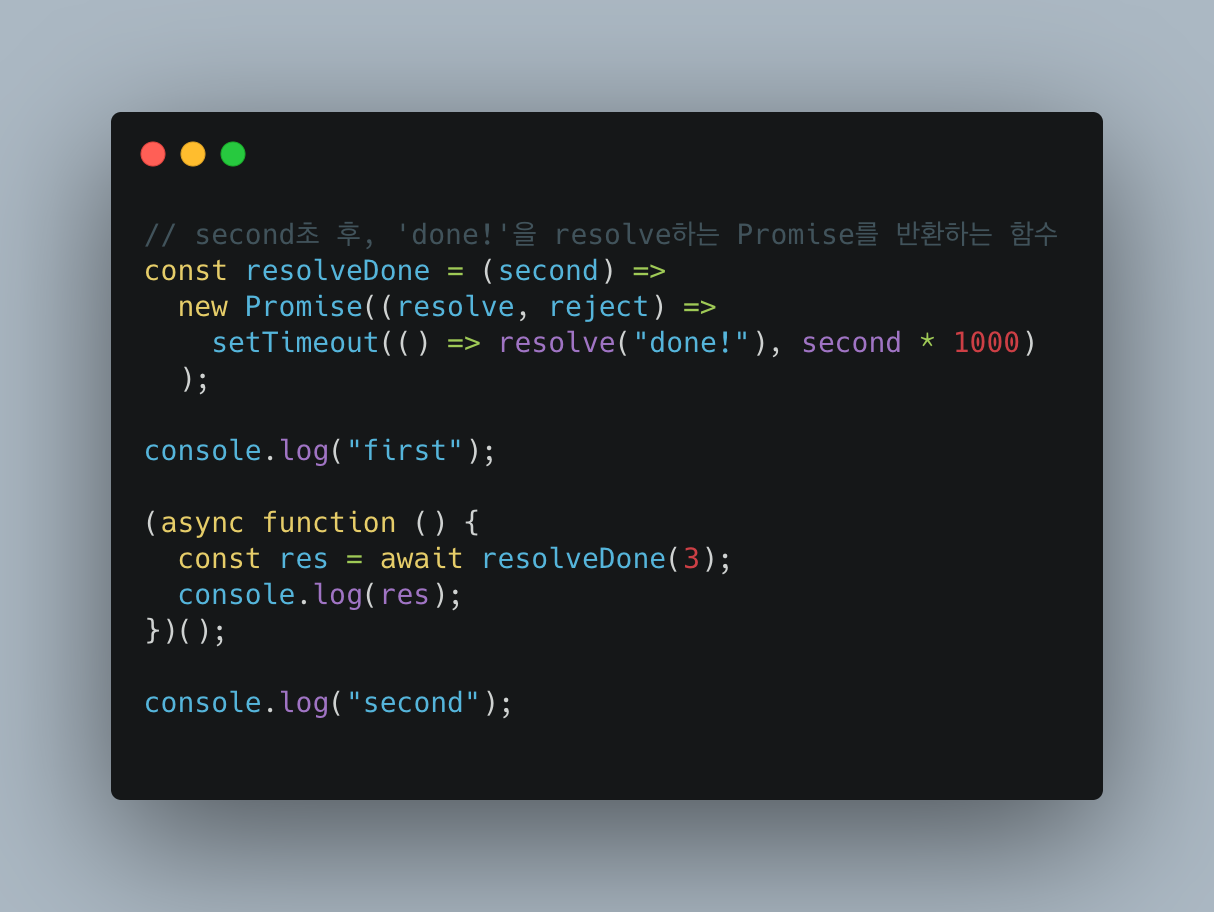 // second초 후, 'done!'을 resolve하는 Promise를 반환하는 함수
const resolveDone = (second) =>
  new Promise((resolve, reject) =>
    setTimeout(() => resolve("done!"), second * 1000)
  );

console.log("first");

(async function () {
  const res = await resolveDone(3);
  console.log(res);
})();

console.log("second");